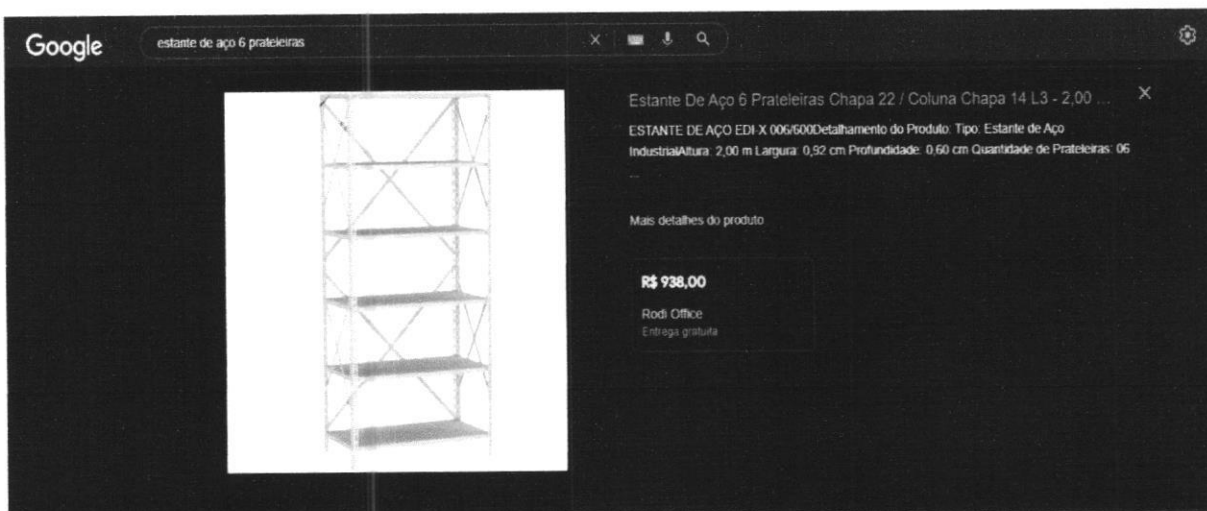 Google
estante de aço 6 prateleiras
Estante De Aço 6 Prateleiras Chapa 22 / Coluna Chapa 14 L3 - 2,00 ...
ESTANTE DE AÇO EDI-X 006/600Detalhamento do Produto: Tipo: Estante de Aço
IndustrialAltura: 2,00 m Largura: 0,92 cm Profundidade: 0,60 cm Quantidade de Prateleiras: 06
...
Mais detalhes do produto
R$ 938,00
Rodi Office
Entrega gratuita